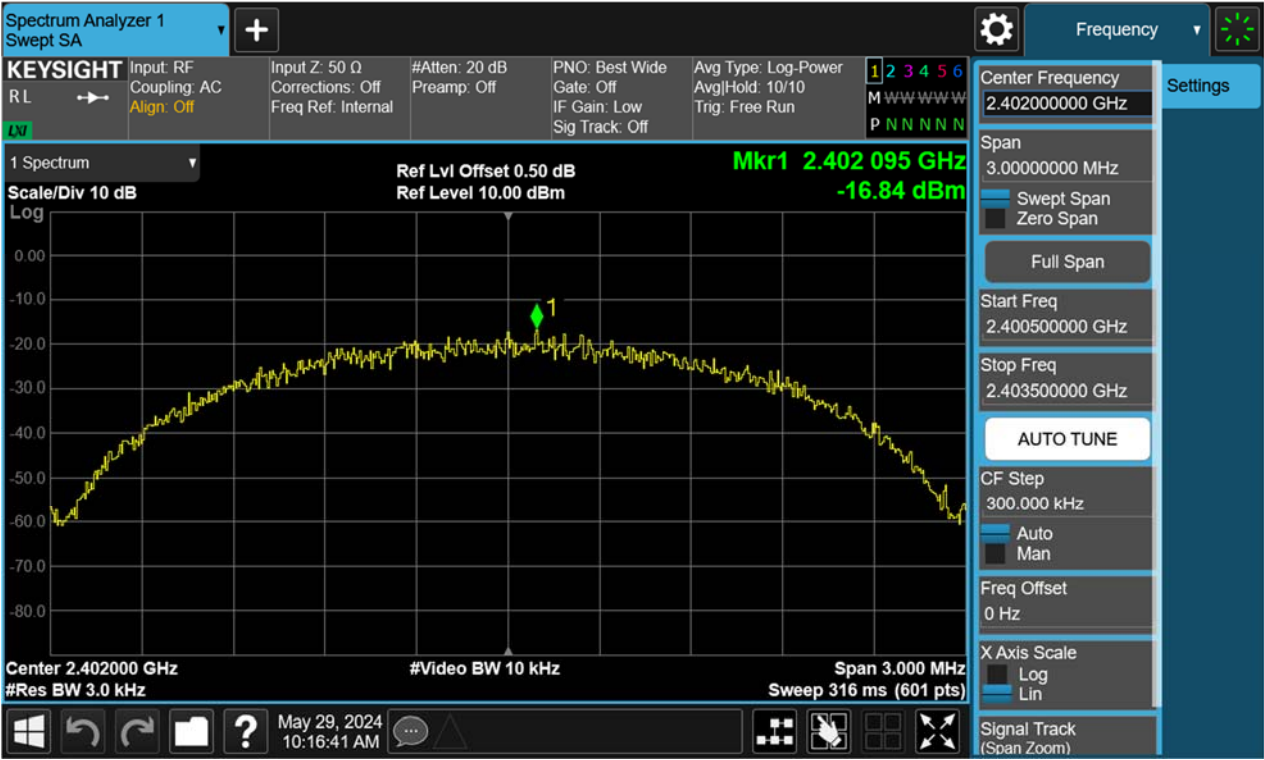 Spectrum Analyzer 1
Swept SA
+
Frequency
KEYSIGHT
R L
LXI
Input: RF
Coupling: AC
Align: Off
Input Z: 50 Ω
Corrections: Off
Freq Ref: Internal
#Atten: 20 dB
Preamp: Off
PNO: Best Wide
Gate: Off
IF Gain: Low
Sig Track: Off
Avg Type: Log-Power
Avg|Hold: 10/10
Trig: Free Run
1 2 3 4 5 6
M W W W W W W
P N N N N N N
1 Spectrum
Scale/Div 10 dB
Ref Lvl Offset 0.50 dB
Ref Level 10.00 dBm
Mkr1 2.402 095 GHz
-16.84 dBm
Log
0.00
-10.0
-20.0
-30.0
-40.0
-50.0
-60.0
-70.0
-80.0
1
Center 2.402000 GHz
#Video BW 10 kHz
Span 3.000 MHz
#Res BW 3.0 kHz
Sweep 316 ms (601 pts)
?
May 29, 2024
10:16:41 AM
Center Frequency
2.402000000 GHz
Settings
Span
3.00000000 MHz
Swept Span
Zero Span
Full Span
Start Freq
2.400500000 GHz
Stop Freq
2.403500000 GHz
AUTO TUNE
CF Step
300.000 kHz
Auto
Man
Freq Offset
0 Hz
X Axis Scale
Log
Lin
Signal Track
(Span Zoom)